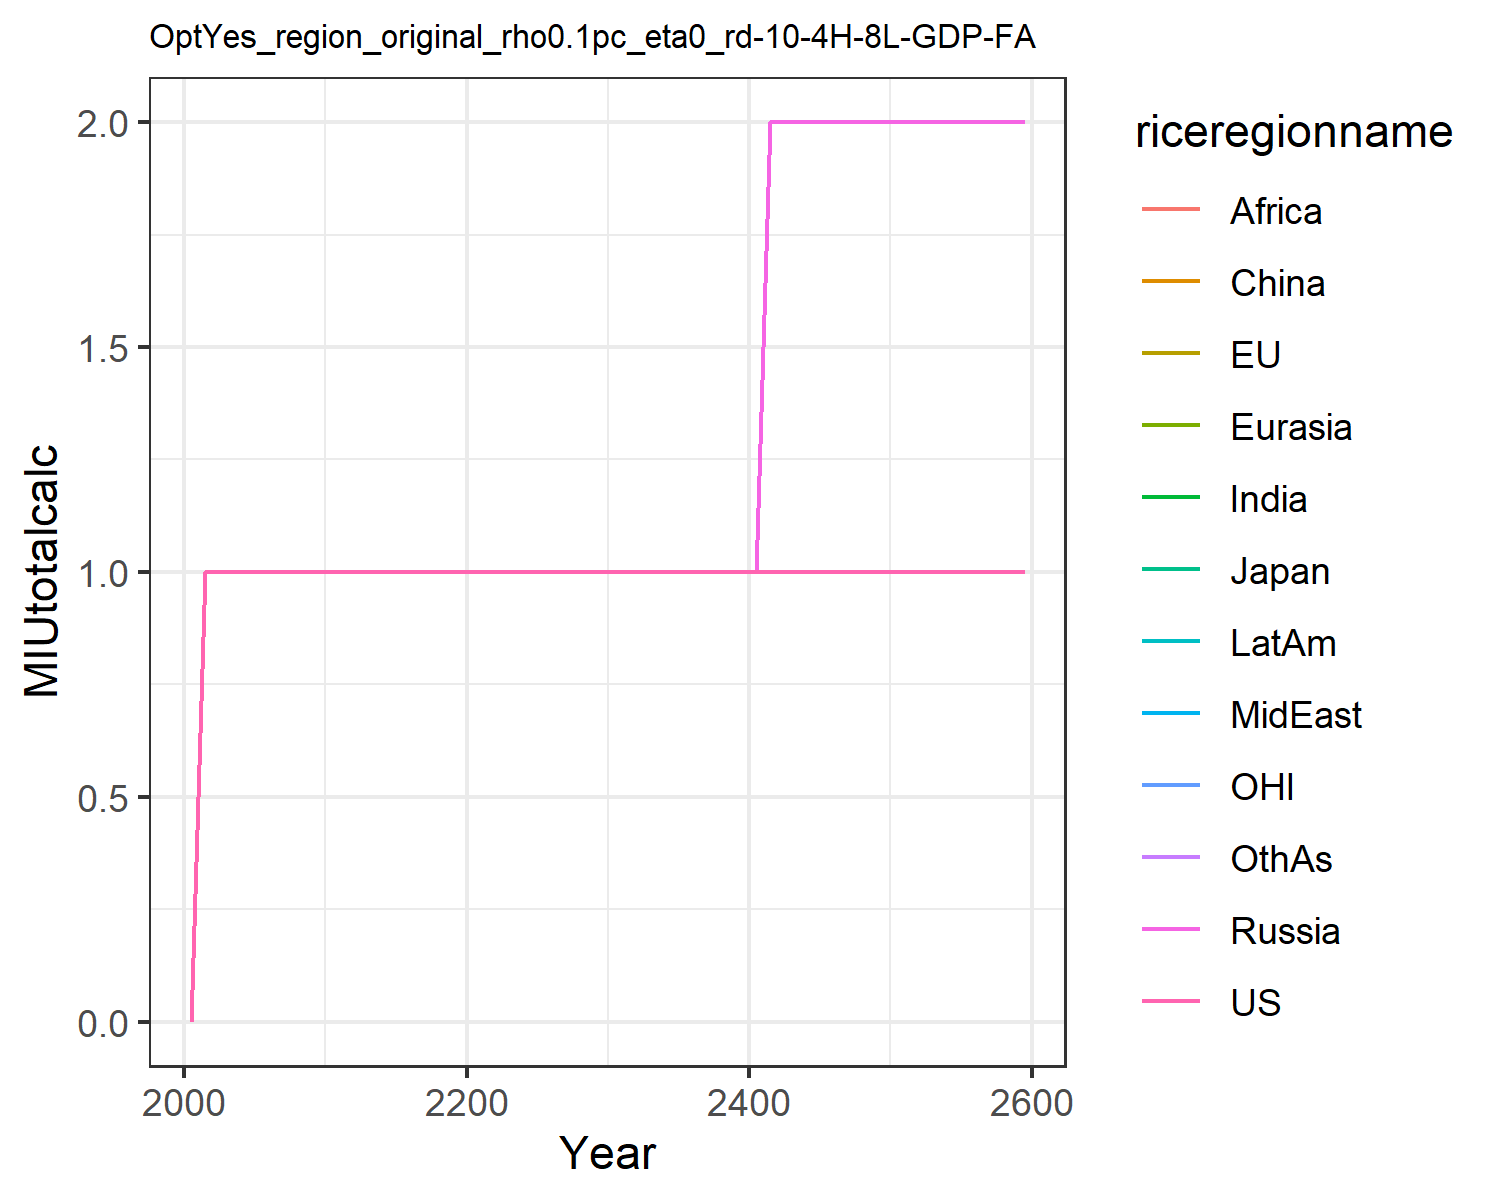 OptYes_region_original_rho0.1pc_eta0_rd-10-4H-8L-GDP-FA
2.0
1.5
1.0
0.5
0.0
MIUtotalcalc
2000
2200
2400
2600
Year
riceregionname
Africa
China
EU
Eurasia
India
Japan
LatAm
MidEast
OHI
OthAs
Russia
US